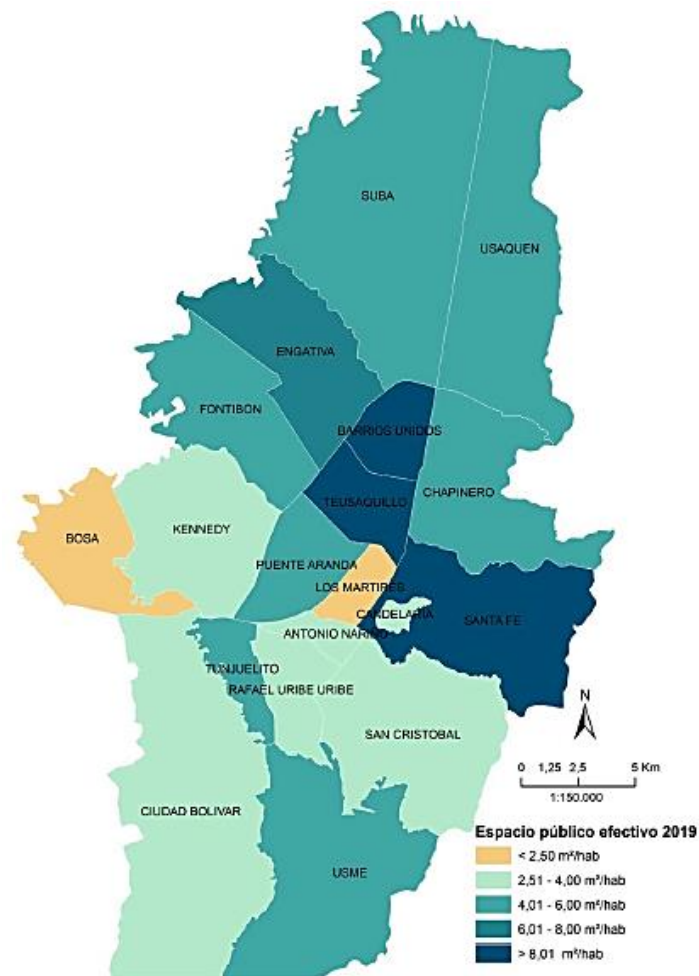 SUBA
USAQUEN
ENGATIVA
FONTIBON
BARRIOS UNIDOS
CHAPINERO
TEUSAQUILLO
KENNEDY
BOSA
PUENTE ARANDA
LOS MARTIRES
CANDELARIA
SANTA FE
ANTONIO NARIÑO
TUNJUELITO
RAFAEL URIBE URIBE
N
SAN CRISTOBAL
0 1,25 2,5 5 Km
1:150.000
CIUDAD BOLIVAR
USME
Espacio público efectivo 2019
< 2,50 m²/hab
2,51 - 4,00 m²/hab
4,01 - 6,00 m²/hab
6,01 - 8,00 m²/hab
> 8,01 m²/hab